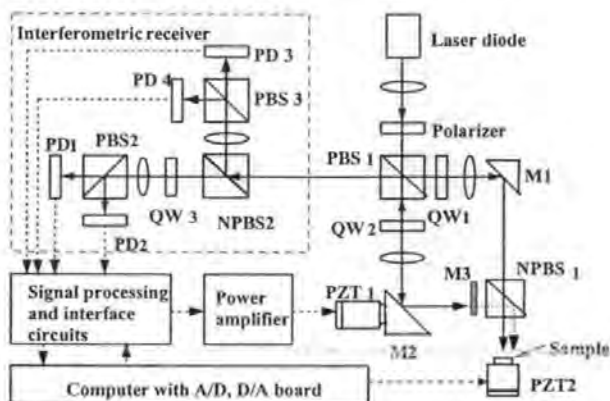 Interferometric receiver
Laser diode
PD 3
PD 4
PBS 3
Polarizer
PD1
PBS2
PBS 1
M1
QW 3
NPBS2
QW 2
QW1
PZT 1
M3
NPBS 1
Signal processing
and interface
circuits
Power
amplifier
M2
Sample
Computer with A/D, D/A board
PZT2
PD2